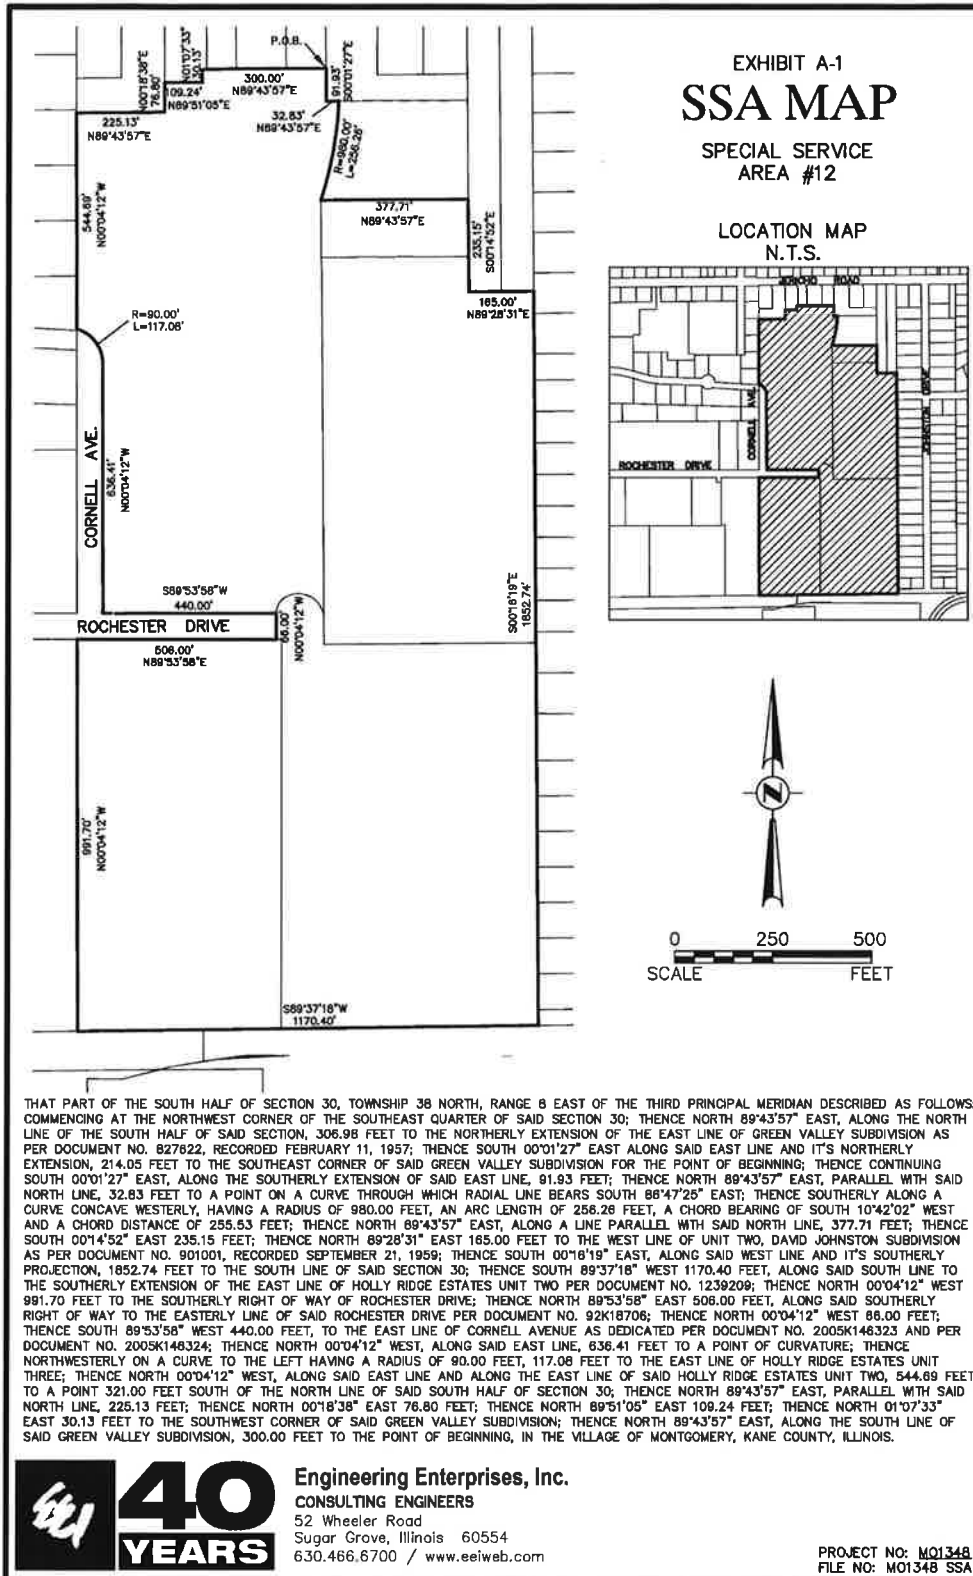 P.O.B.
N00°18'38"E
76.80'
N01°07'33"E
30.13'
109.24'
N89°51'05"E
300.00'
N89°43'57"E
91.93'
S00°01'27"E
225.13'
N89°43'57"E
32.83'
N89°43'57"E
R=980.00'
L=256.26'
544.69'
N00°04'12"W
377.71'
N89°43'57"E
235.15'
S00°14'52"E
165.00'
N89°28'31"E
R=90.00'
L=117.08'
CORNELL AVE.
636.41'
N00°04'12"W
S89°53'58"W
440.00'
ROCHESTER DRIVE
66.00'
N00°04'12"W
506.00'
N89°53'58"E
S00°16'19"E
1852.74'
991.70'
N00°04'12"W
S89°37'18"W
1170.40'
EXHIBIT A-1
SSA MAP
SPECIAL SERVICE
AREA #12
LOCATION MAP
N.T.S.
JERICHO ROAD
CORNELL AVE.
JOHNSTON DRIVE
ROCHESTER DRIVE
N
0 250 500
SCALE FEET
THAT PART OF THE SOUTH HALF OF SECTION 30, TOWNSHIP 38 NORTH, RANGE 8 EAST OF THE THIRD PRINCIPAL MERIDIAN DESCRIBED AS FOLLOWS:
COMMENCING AT THE NORTHWEST CORNER OF THE SOUTHEAST QUARTER OF SAID SECTION 30; THENCE NORTH 89°43'57" EAST, ALONG THE NORTH
LINE OF THE SOUTH HALF OF SAID SECTION, 306.98 FEET TO THE NORTHERLY EXTENSION OF THE EAST LINE OF GREEN VALLEY SUBDIVISION AS
PER DOCUMENT NO. 827822, RECORDED FEBRUARY 11, 1957; THENCE SOUTH 00°01'27" EAST ALONG SAID EAST LINE AND IT'S NORTHERLY
EXTENSION, 214.05 FEET TO THE SOUTHEAST CORNER OF SAID GREEN VALLEY SUBDIVISION FOR THE POINT OF BEGINNING; THENCE CONTINUING
SOUTH 00°01'27" EAST, ALONG THE SOUTHERLY EXTENSION OF SAID EAST LINE, 91.93 FEET; THENCE NORTH 89°43'57" EAST, PARALLEL WITH SAID
NORTH LINE, 32.83 FEET TO A POINT ON A CURVE THROUGH WHICH RADIAL LINE BEARS SOUTH 86°47'25" EAST; THENCE SOUTHERLY ALONG A
CURVE CONCAVE WESTERLY, HAVING A RADIUS OF 980.00 FEET, AN ARC LENGTH OF 256.26 FEET, A CHORD BEARING OF SOUTH 10°42'02" WEST
AND A CHORD DISTANCE OF 255.53 FEET; THENCE NORTH 89°43'57" EAST, ALONG A LINE PARALLEL WITH SAID NORTH LINE, 377.71 FEET; THENCE
SOUTH 00°14'52" EAST 235.15 FEET; THENCE NORTH 89°28'31" EAST 165.00 FEET TO THE WEST LINE OF UNIT TWO, DAVID JOHNSTON SUBDIVISION
AS PER DOCUMENT NO. 901001, RECORDED SEPTEMBER 21, 1959; THENCE SOUTH 00°16'19" EAST, ALONG SAID WEST LINE AND IT'S SOUTHERLY
PROJECTION, 1852.74 FEET TO THE SOUTH LINE OF SAID SECTION 30; THENCE SOUTH 89°37'18" WEST 1170.40 FEET, ALONG SAID SOUTH LINE TO
THE SOUTHERLY EXTENSION OF THE EAST LINE OF HOLLY RIDGE ESTATES UNIT TWO PER DOCUMENT NO. 1239209; THENCE NORTH 00°04'12" WEST
991.70 FEET TO THE SOUTHERLY RIGHT OF WAY OF ROCHESTER DRIVE; THENCE NORTH 89°53'58" EAST 506.00 FEET, ALONG SAID SOUTHERLY
RIGHT OF WAY TO THE EASTERLY LINE OF SAID ROCHESTER DRIVE PER DOCUMENT NO. 92K18706; THENCE NORTH 00°04'12" WEST 66.00 FEET;
THENCE SOUTH 89°53'58" WEST 440.00 FEET, TO THE EAST LINE OF CORNELL AVENUE AS DEDICATED PER DOCUMENT NO. 2005K146323 AND PER
DOCUMENT NO. 2005K146324; THENCE NORTH 00°04'12" WEST, ALONG SAID EAST LINE, 636.41 FEET TO A POINT OF CURVATURE; THENCE
NORTHWESTERLY ON A CURVE TO THE LEFT HAVING A RADIUS OF 90.00 FEET, 117.08 FEET TO THE EAST LINE OF HOLLY RIDGE ESTATES UNIT
THREE; THENCE NORTH 00°04'12" WEST, ALONG SAID EAST LINE AND ALONG THE EAST LINE OF SAID HOLLY RIDGE ESTATES UNIT TWO, 544.69 FEET
TO A POINT 321.00 FEET SOUTH OF THE NORTH LINE OF SAID SOUTH HALF OF SECTION 30; THENCE NORTH 89°43'57" EAST, PARALLEL WITH SAID
NORTH LINE, 225.13 FEET; THENCE NORTH 00°18'38" EAST 76.80 FEET; THENCE NORTH 89°51'05" EAST 109.24 FEET; THENCE NORTH 01°07'33"
EAST 30.13 FEET TO THE SOUTHWEST CORNER OF SAID GREEN VALLEY SUBDIVISION; THENCE NORTH 89°43'57" EAST, ALONG THE SOUTH LINE OF
SAID GREEN VALLEY SUBDIVISION, 300.00 FEET TO THE POINT OF BEGINNING, IN THE VILLAGE OF MONTGOMERY, KANE COUNTY, ILLINOIS.
EEI
40
YEARS
Engineering Enterprises, Inc.
CONSULTING ENGINEERS
52 Wheeler Road
Sugar Grove, Illinois 60554
630.466.6700 / www.eeiweb.com
PROJECT NO: MO1348
FILE NO: MO1348 SSA